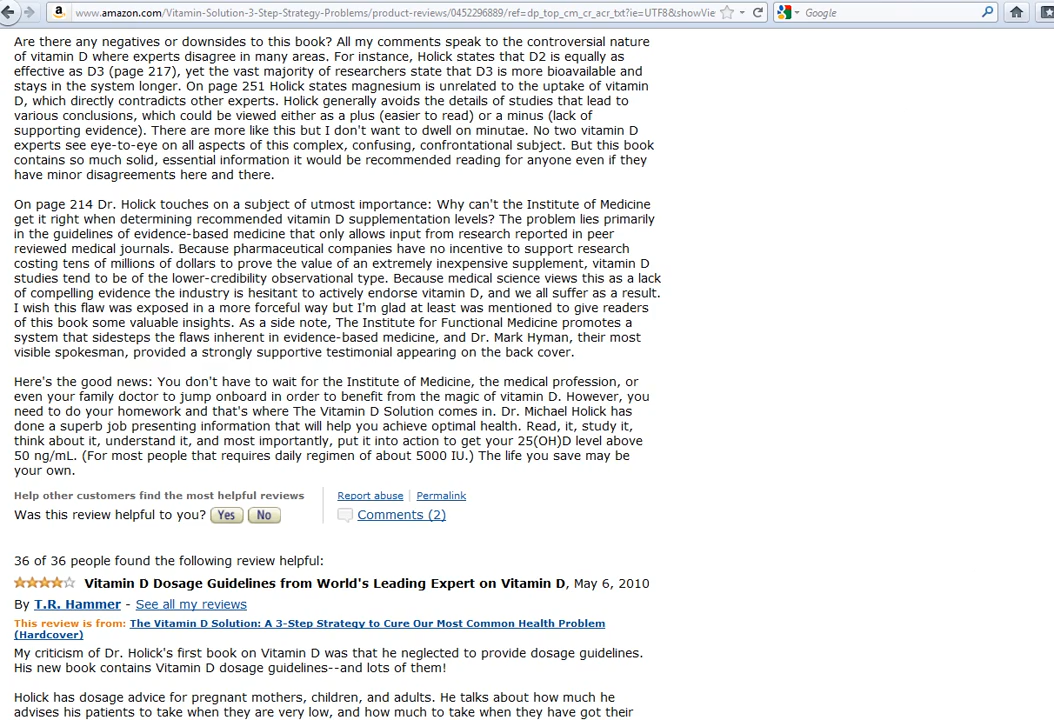 www.amazon.com/Vitamin-Solution-3-Step-Strategy-Problems/product-reviews/0452296889/ref=dp_top_cm_cr_acr_txt?ie=UTF8&showVie
Google
Are there any negatives or downsides to this book? All my comments speak to the controversial nature
of vitamin D where experts disagree in many areas. For instance, Holick states that D2 is equally as
effective as D3 (page 217), yet the vast majority of researchers state that D3 is more bioavailable and
stays in the system longer. On page 251 Holick states magnesium is unrelated to the uptake of vitamin
D, which directly contradicts other experts. Holick generally avoids the details of studies that lead to
various conclusions, which could be viewed either as a plus (easier to read) or a minus (lack of
supporting evidence). There are more like this but I don't want to dwell on minutae. No two vitamin D
experts see eye-to-eye on all aspects of this complex, confusing, confrontational subject. But this book
contains so much solid, essential information it would be recommended reading for anyone even if they
have minor disagreements here and there.
On page 214 Dr. Holick touches on a subject of utmost importance: Why can't the Institute of Medicine
get it right when determining recommended vitamin D supplementation levels? The problem lies primarily
in the guidelines of evidence-based medicine that only allows input from research reported in peer
reviewed medical journals. Because pharmaceutical companies have no incentive to support research
costing tens of millions of dollars to prove the value of an extremely inexpensive supplement, vitamin D
studies tend to be of the lower-credibility observational type. Because medical science views this as a lack
of compelling evidence the industry is hesitant to actively endorse vitamin D, and we all suffer as a result.
I wish this flaw was exposed in a more forceful way but I'm glad at least was mentioned to give readers
of this book some valuable insights. As a side note, The Institute for Functional Medicine promotes a
system that sidesteps the flaws inherent in evidence-based medicine, and Dr. Mark Hyman, their most
visible spokesman, provided a strongly supportive testimonial appearing on the back cover.
Here's the good news: You don't have to wait for the Institute of Medicine, the medical profession, or
even your family doctor to jump onboard in order to benefit from the magic of vitamin D. However, you
need to do your homework and that's where The Vitamin D Solution comes in. Dr. Michael Holick has
done a superb job presenting information that will help you achieve optimal health. Read, it, study it,
think about it, understand it, and most importantly, put it into action to get your 25(OH)D level above
50 ng/mL. (For most people that requires daily regimen of about 5000 IU.) The life you save may be
your own.
Help other customers find the most helpful reviews
Report abuse | Permalink
Was this review helpful to you? Yes No
Comments (2)
36 of 36 people found the following review helpful:
Vitamin D Dosage Guidelines from World's Leading Expert on Vitamin D, May 6, 2010
By T.R. Hammer - See all my reviews
This review is from: The Vitamin D Solution: A 3-Step Strategy to Cure Our Most Common Health Problem
(Hardcover)
My criticism of Dr. Holick's first book on Vitamin D was that he neglected to provide dosage guidelines.
His new book contains Vitamin D dosage guidelines--and lots of them!
Holick has dosage advice for pregnant mothers, children, and adults. He talks about how much he
advises his patients to take when they are very low, and how much to take when they have got their